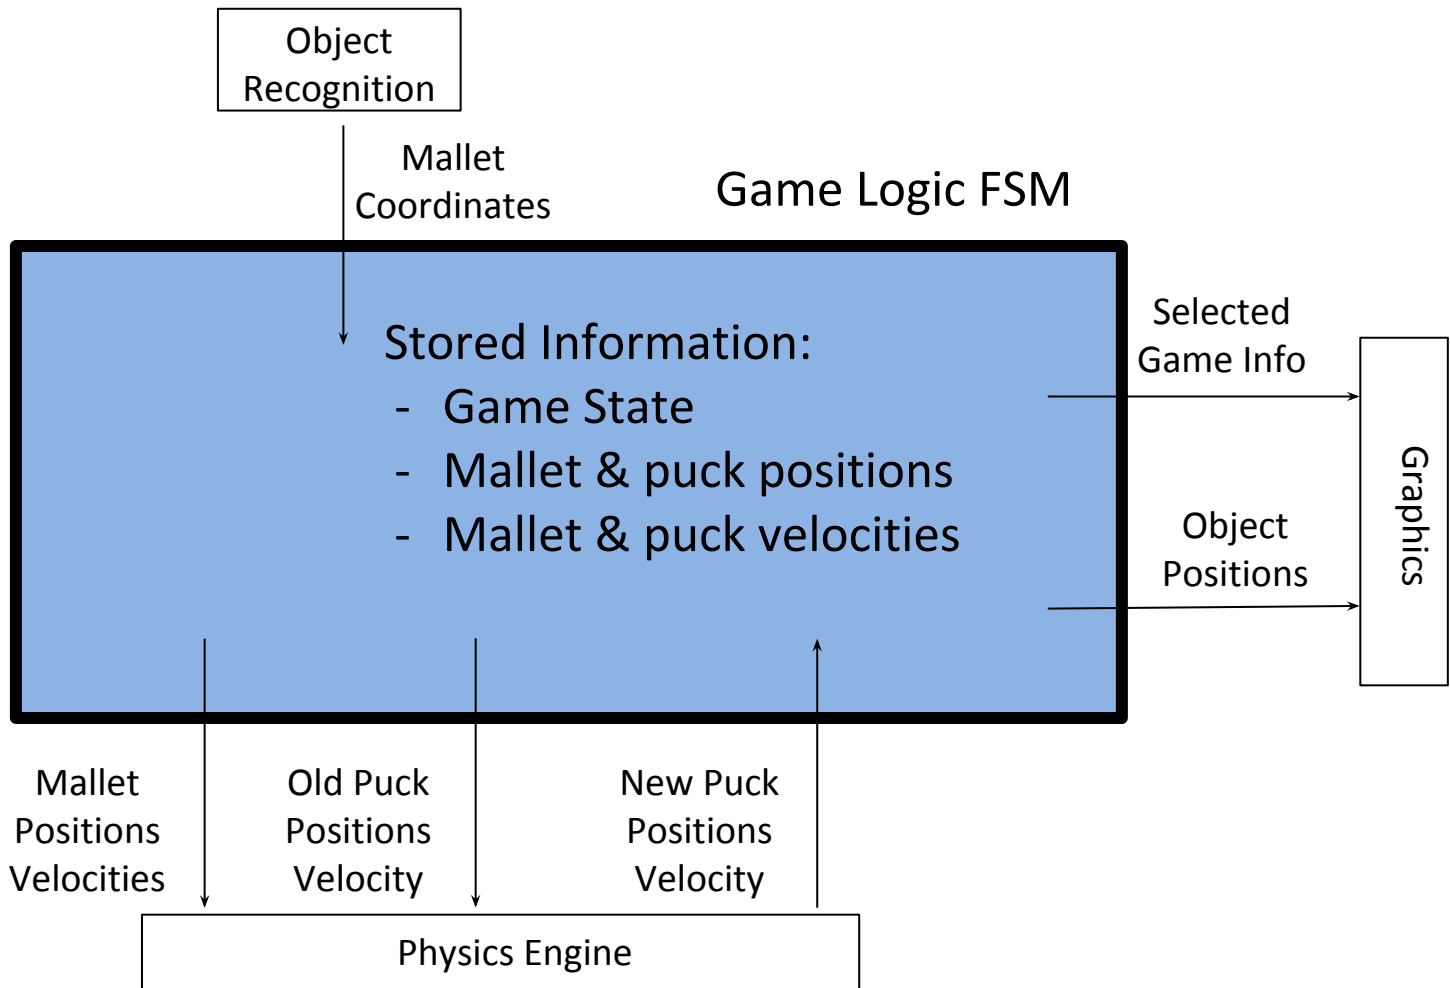 Object
Recognition
Mallet
Coordinates
Game Logic FSM
Stored Information:
- Game State
- Mallet & puck positions
- Mallet & puck velocities
Selected
Game Info
Object
Positions
Graphics
Mallet
Positions
Velocities
Old Puck
Positions
Velocity
New Puck
Positions
Velocity
Physics Engine